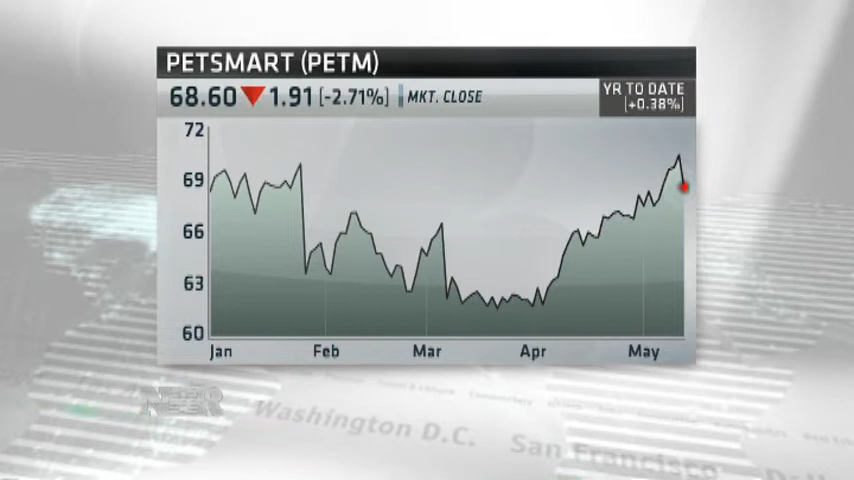 PETSMART (PETM)
68.60 ▼ 1.91 [-2.71%] MKT. CLOSE
YR TO DATE
[+0.38%]
72
69
66
63
60
Jan Feb Mar Apr May
Washington D.C.
San Francisco